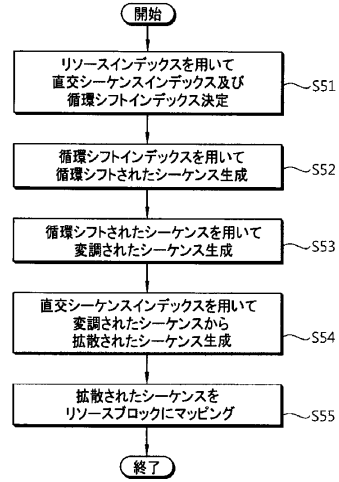 開始
リソースインデックスを用いて
直交シーケンスインデックス及び
循環シフトインデックス決定
S51
循環シフトインデックスを用いて
循環シフトされたシーケンス生成
S52
循環シフトされたシーケンスを用いて
変調されたシーケンス生成
S53
直交シーケンスインデックスを用いて
変調されたシーケンスから
拡散されたシーケンス生成
S54
拡散されたシーケンスを
リソースブロックにマッピング
S55
終了